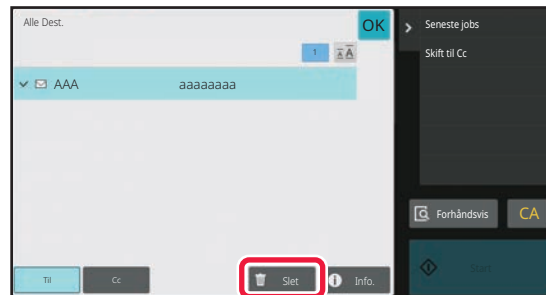 Alle Dest.
OK
1
AAA aaaaaaaa
Til
Cc
Slet
Info.
Seneste jobs
Skift til Cc
Forhåndsvis
CA
Start